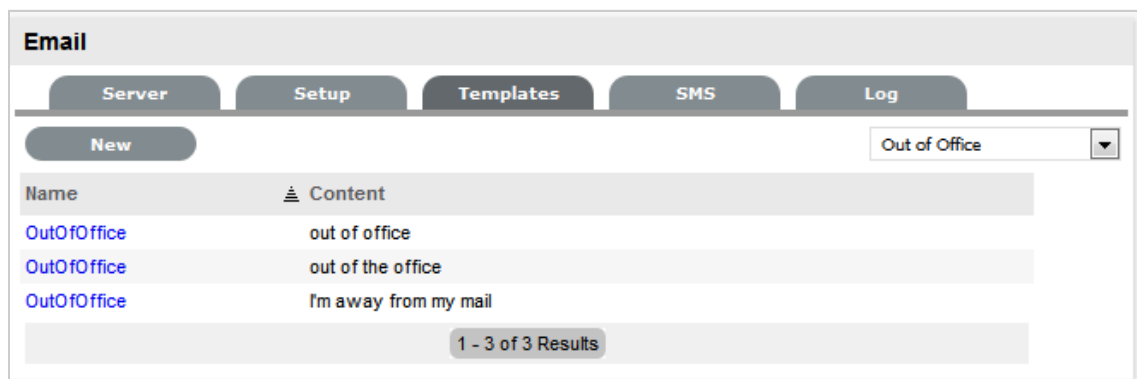 Email
Server Setup Templates SMS Log
New Out of Office
Name Content
OutOfOffice out of office
OutOfOffice out of the office
OutOfOffice I'm away from my mail
1 - 3 of 3 Results